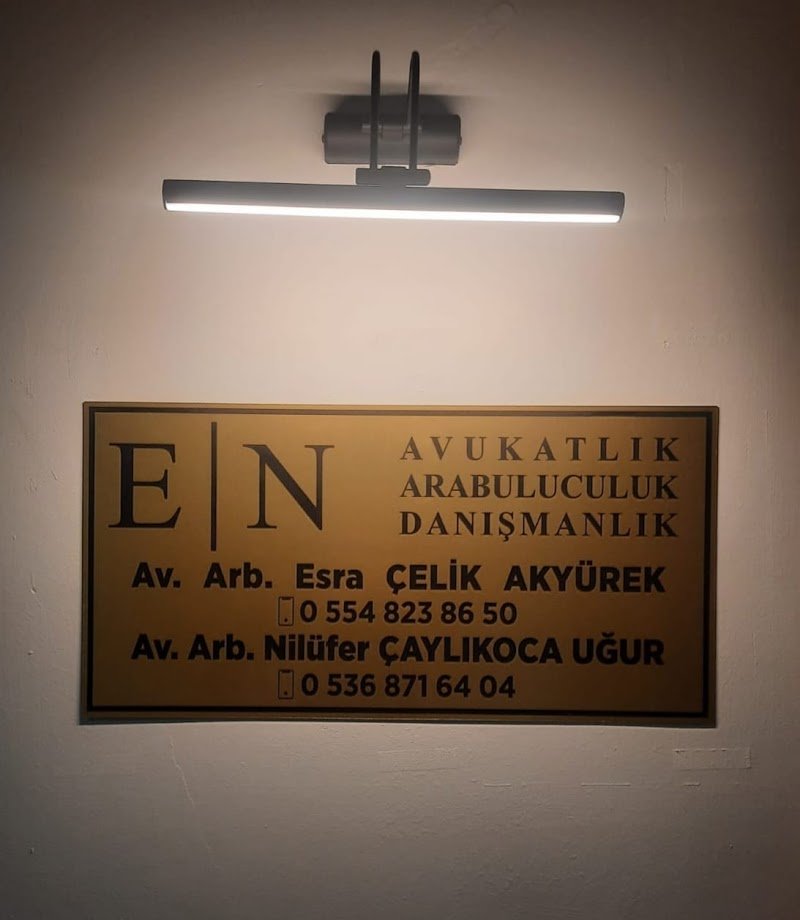 E|N
AVUKATLIK
ARABULUCULUK
DANIŞMANLIK
Av. Arb. Esra ÇELİK AKYÜREK
0 554 823 86 50
Av. Arb. Nilüfer ÇAYLIKOCA UĞUR
0 536 871 64 04